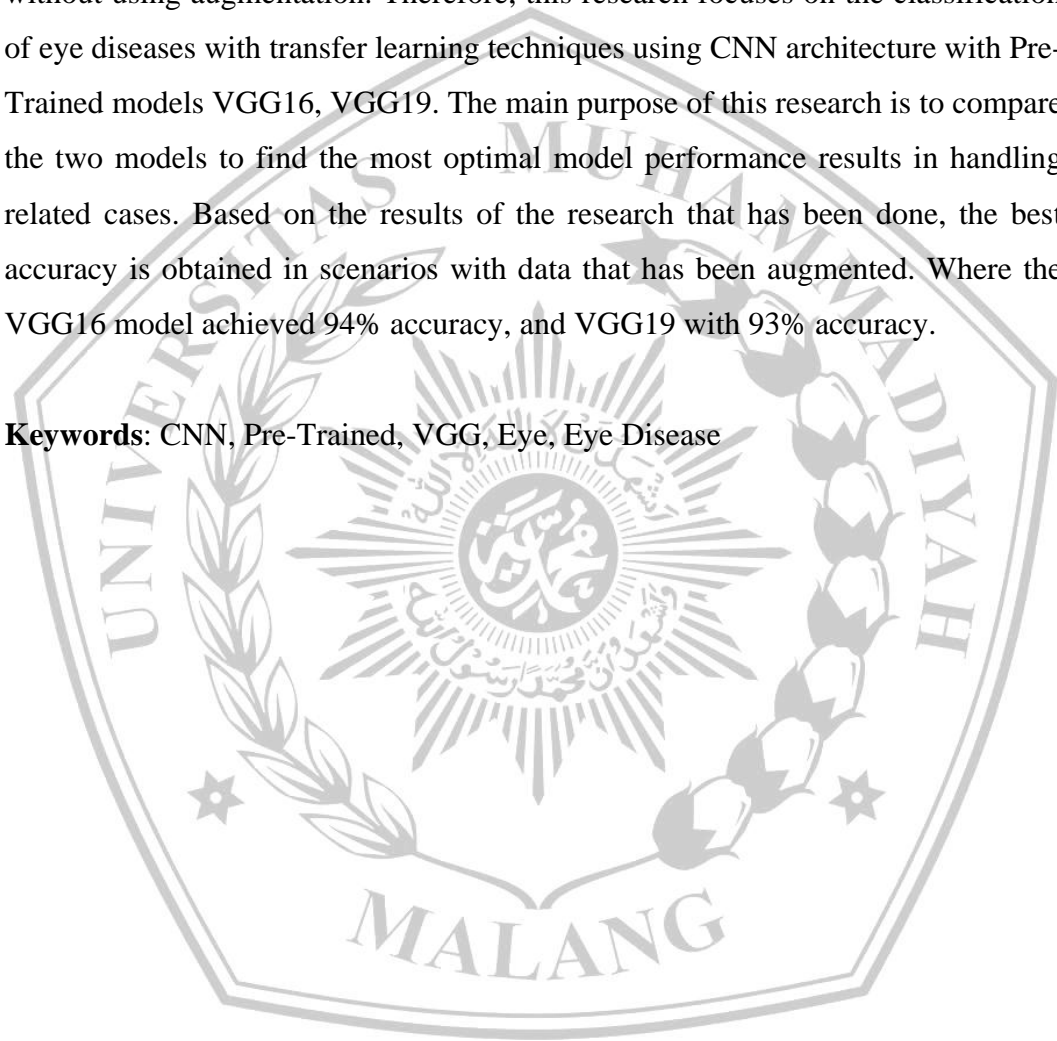 without using augmentation. Therefore, this research focuses on the classification
of eye diseases with transfer learning techniques using CNN architecture with Pre-
Trained models VGG16, VGG19. The main purpose of this research is to compare
the two models to find the most optimal model performance results in handling
related cases. Based on the results of the research that has been done, the best
accuracy is obtained in scenarios with data that has been augmented. Where the
VGG16 model achieved 94% accuracy, and VGG19 with 93% accuracy.
Keywords: CNN, Pre-Trained, VGG, Eye, Eye Disease
UNIVERSITAS MUHAMMADIYAH
MALANG